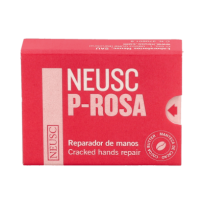 NEUSC
P-ROSA
NEUSC
Reparador de manos
Cracked hands repair